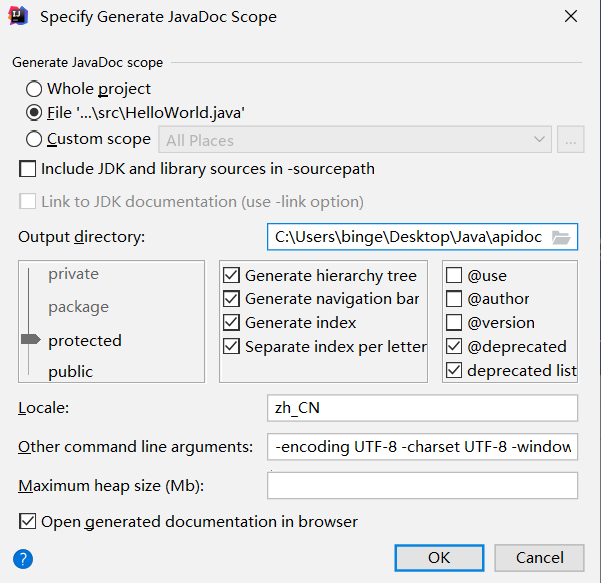 Specify Generate JavaDoc Scope
Generate JavaDoc scope
Whole project
File '...\src\HelloWorld.java'
Custom scope All Places ...
Include JDK and library sources in -sourcepath
Link to JDK documentation (use -link option)
Output directory: C:\Users\binge\Desktop\Java\apidoc
private
package
protected
public
Generate hierarchy tree
Generate navigation bar
Generate index
Separate index per letter
@use
@author
@version
@deprecated
deprecated list
Locale: zh_CN
Other command line arguments: -encoding UTF-8 -charset UTF-8 -window
Maximum heap size (Mb):
Open generated documentation in browser
? OK Cancel